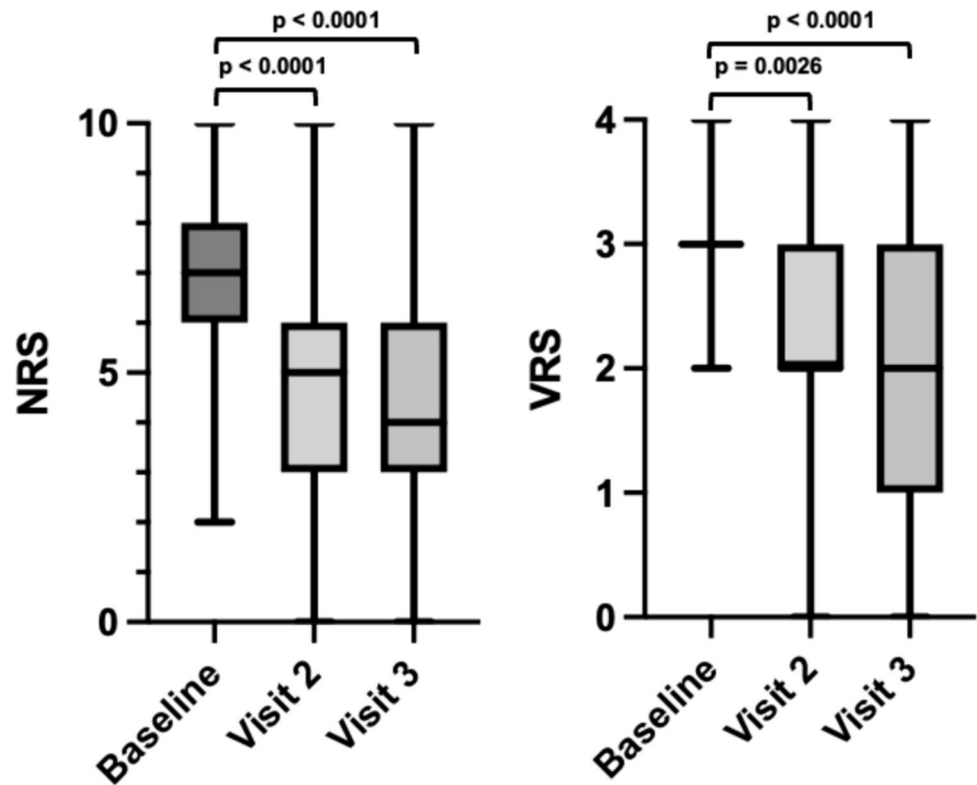 p < 0.0001
p < 0.0001
NRS
10
5
0
Baseline
Visit 2
Visit 3
p < 0.0001
p = 0.0026
VRS
4
3
2
1
0
Baseline
Visit 2
Visit 3